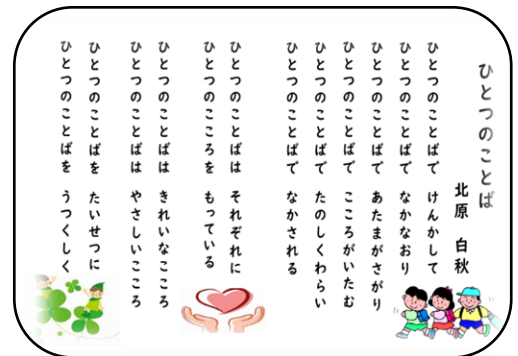 ひとつのことば
北原 白秋
ひとつのことばで けんかして
ひとつのことばで なかなおり
ひとつのことばで あたまがさがり
ひとつのことばで こころがいたむ
ひとつのことばで たのしくわらい
ひとつのことばで なかされる
ひとつのことばは それぞれに
ひとつのこころを もっている
ひとつのことばは きれいなこころ
ひとつのことばは やさしいこころ
ひとつのことばを たいせつに
ひとつのことばを うつくしく